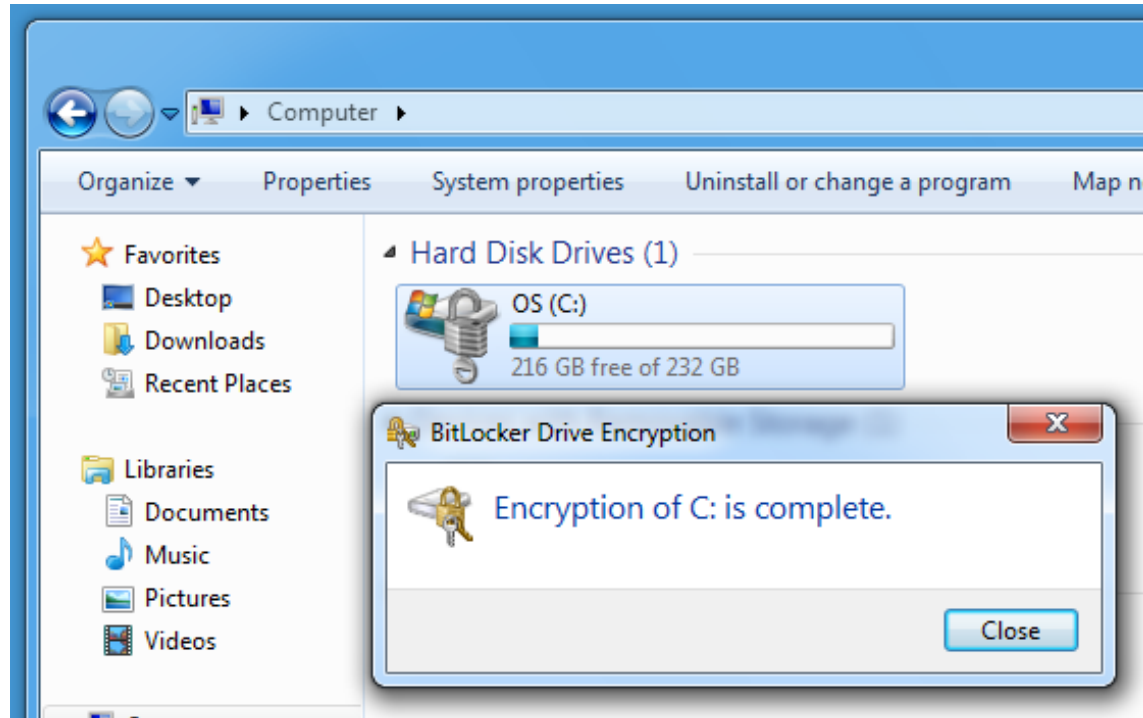 Computer
Organize Properties System properties Uninstall or change a program Map
Favorites
Desktop
Downloads
Recent Places
Libraries
Documents
Music
Pictures
Videos
Hard Disk Drives (1)
OS (C:)
216 GB free of 232 GB
BitLocker Drive Encryption
Encryption of C: is complete.
Close